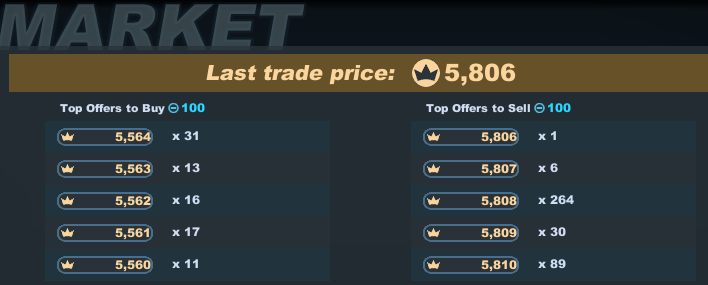 MARKET
Last trade price: 5,806
Top Offers to Buy 100
Top Offers to Sell 100
5,564 x 31
5,806 x 1
5,563 x 13
5,807 x 6
5,562 x 16
5,808 x 264
5,561 x 17
5,809 x 30
5,560 x 11
5,810 x 89